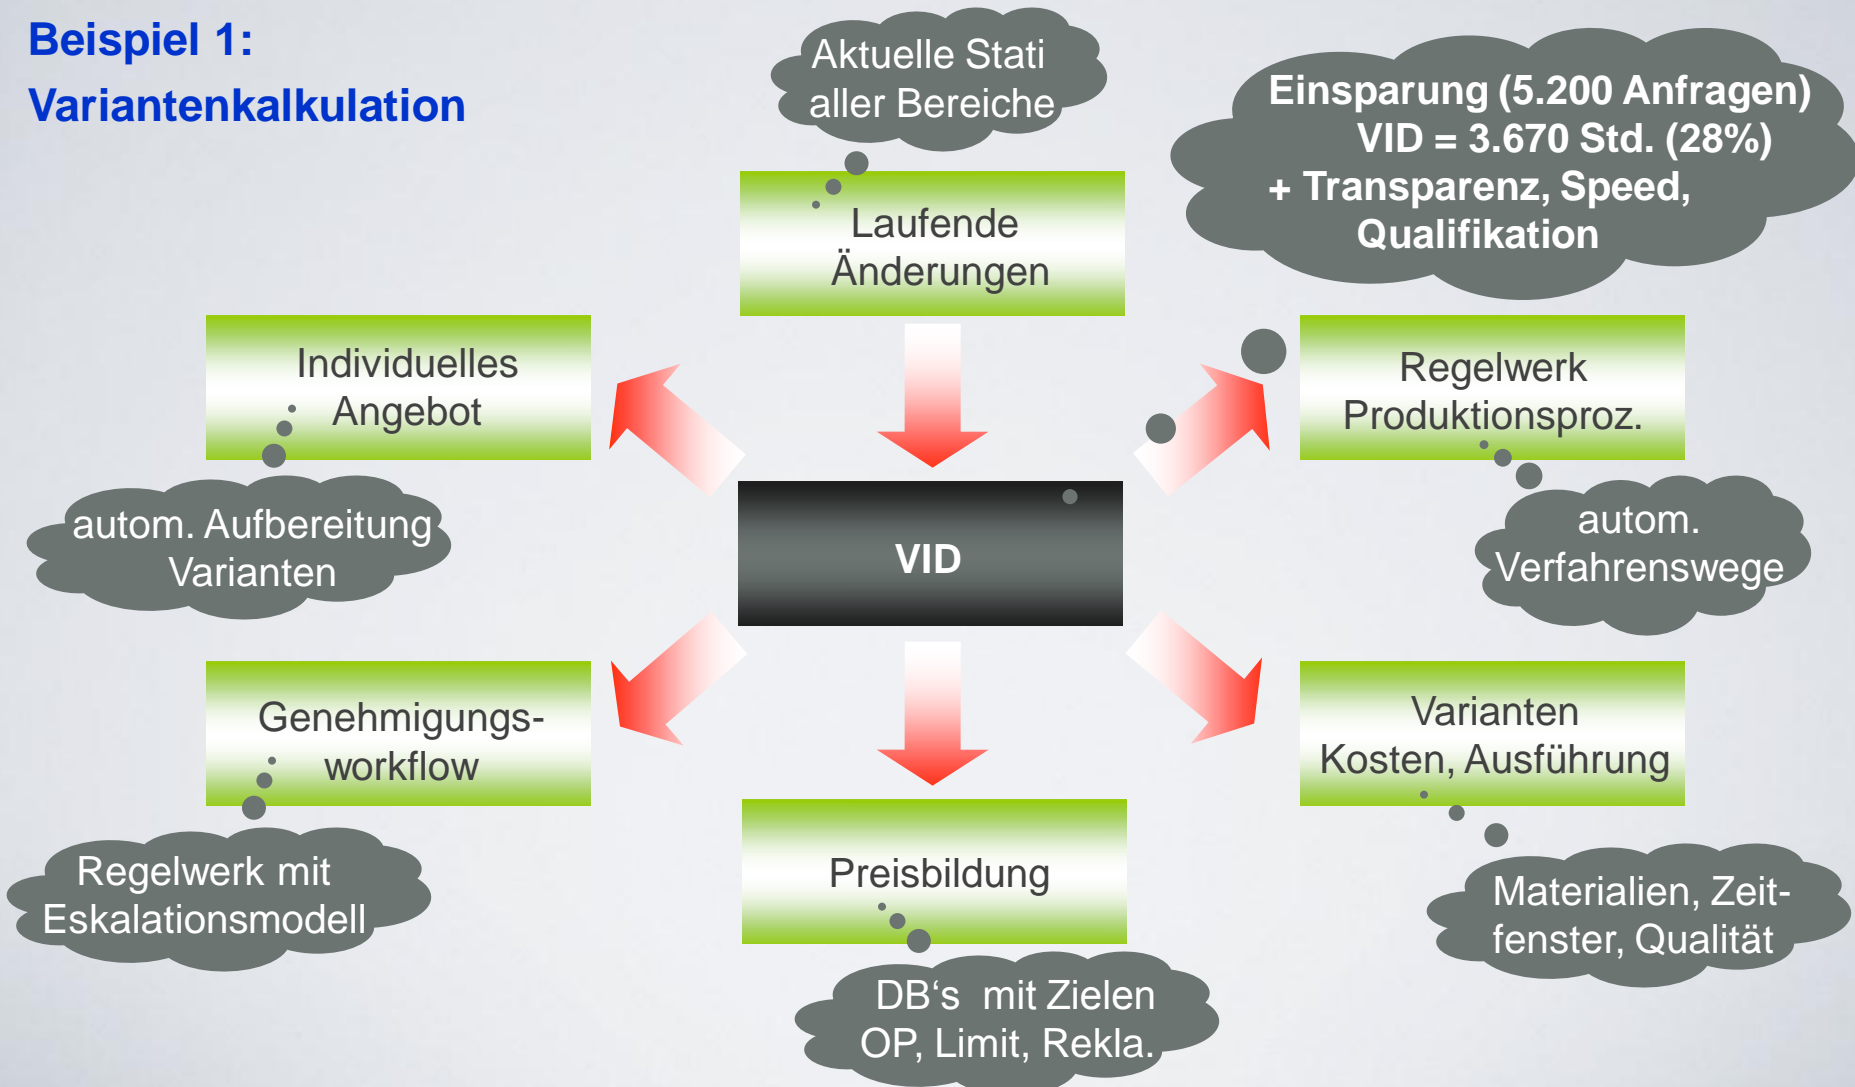 Beispiel 1:
Variantenkalkulation
Aktuelle Stati
aller Bereiche
Einsparung (5.200 Anfragen)
VID = 3.670 Std. (28%)
+ Transparenz, Speed,
Qualifikation
Laufende
Änderungen
Individuelles
Angebot
Regelwerk
Produktionsproz.
autom. Aufbereitung
Varianten
VID
autom.
Verfahrenswege
Genehmigungs-
workflow
Varianten
Kosten, Ausführung
Regelwerk mit
Eskalationsmodell
Preisbildung
Materialien, Zeit-
fenster, Qualität
DB‘s  mit Zielen
OP, Limit, Rekla.